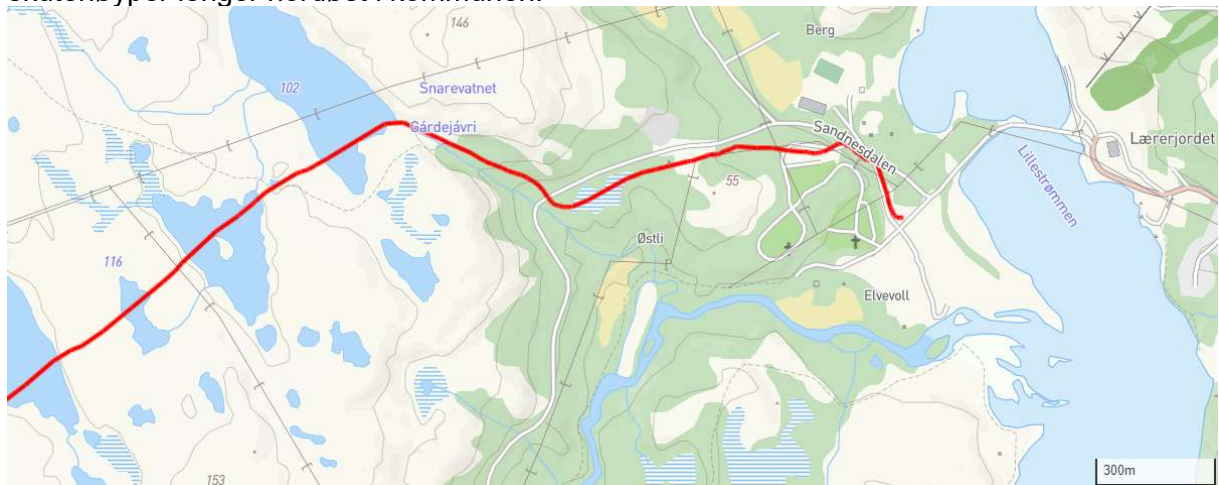 146
Berg
102
Snarevatnet
Gárdejávri
Sandnesdalen
Lærerjordet
Lillestrømmen
55
116
Østli
Elvevoll
153
300m